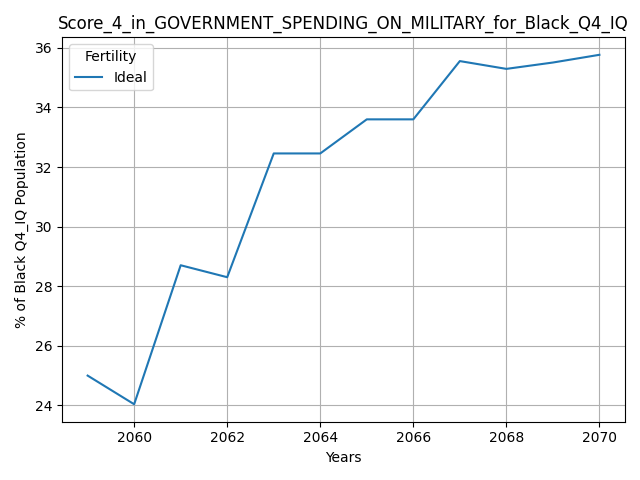 Score_4_in_GOVERNMENT_SPENDING_ON_MILITARY_for_Black_Q4_IQ
Fertility
Ideal
% of Black Q4_IQ Population
36
34
32
30
28
26
24
2060
2062
2064
2066
2068
2070
Years